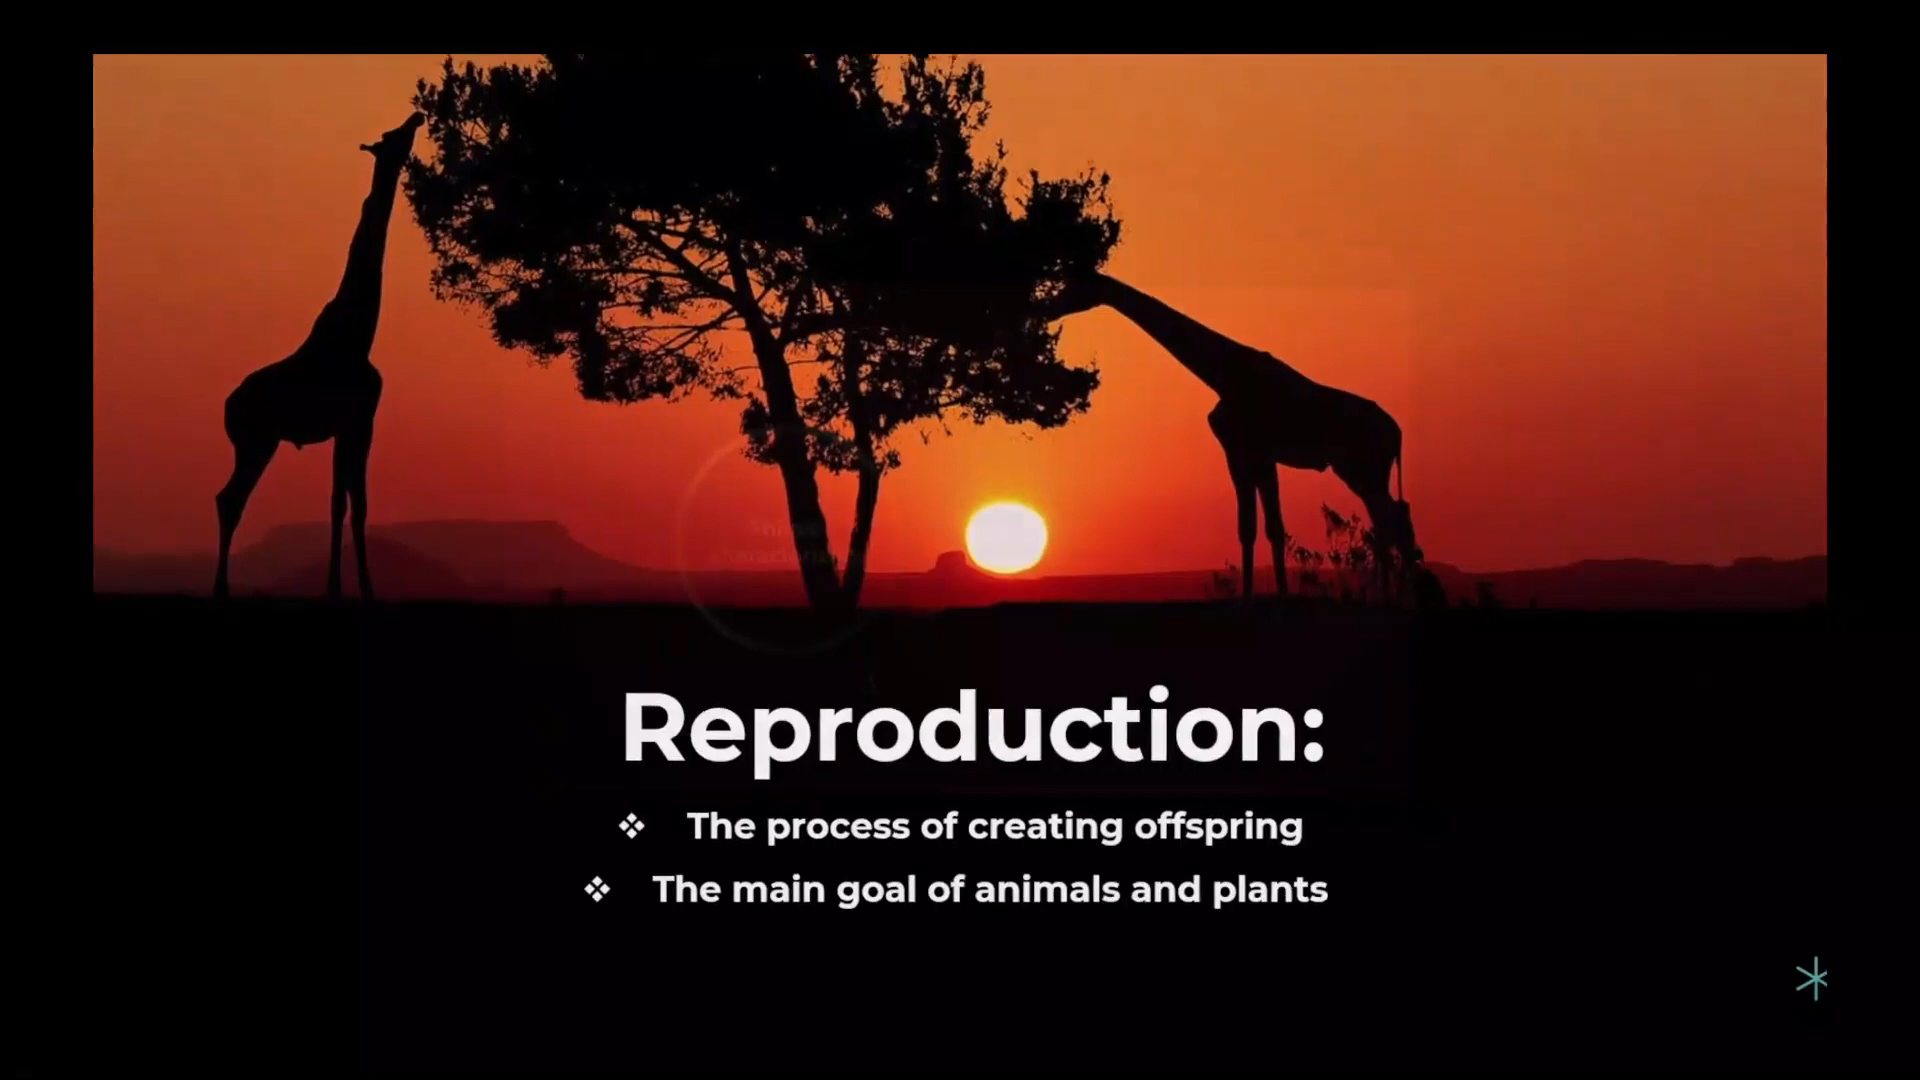 Reproduction:
❖ The process of creating offspring
❖ The main goal of animals and plants